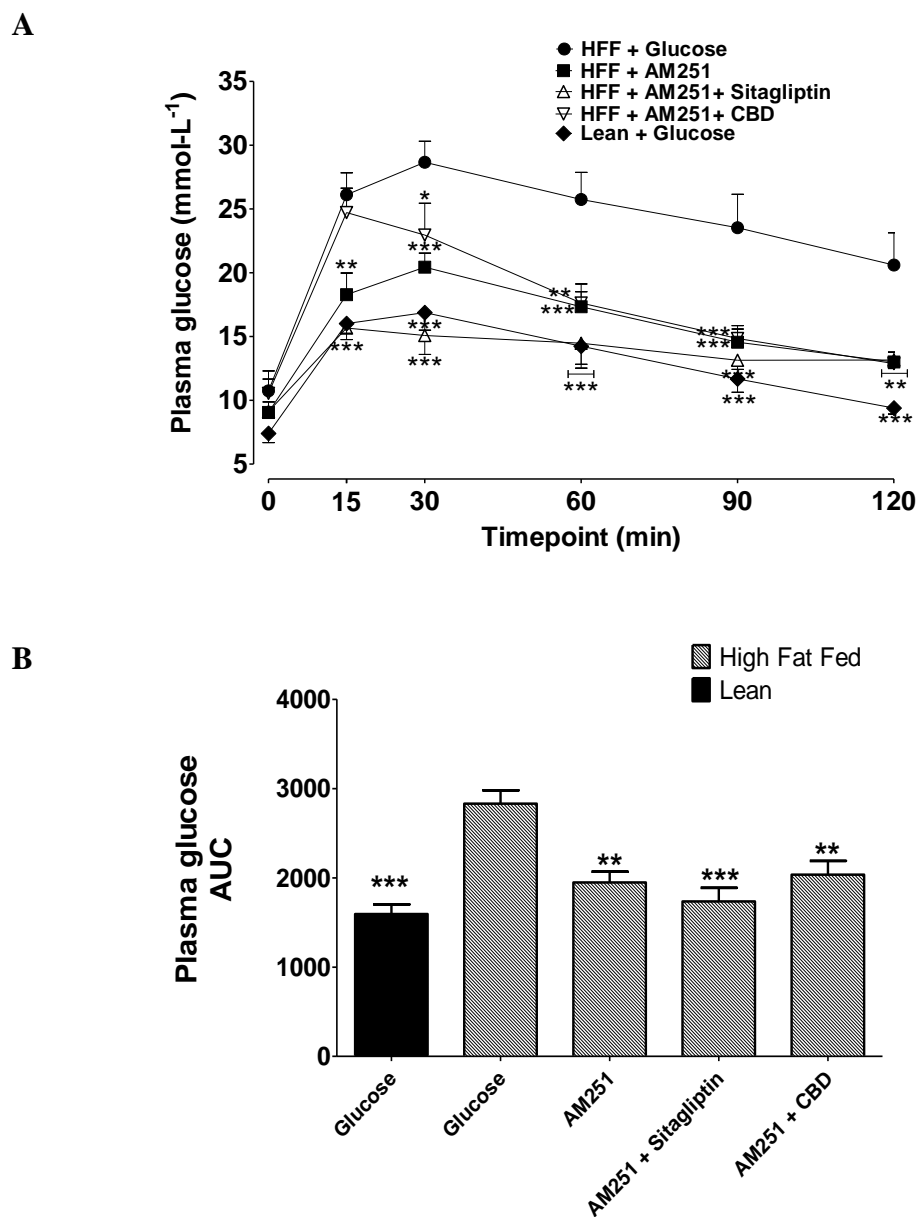 A
HFF + Glucose
HFF + AM251
HFF + AM251+ Sitagliptin
HFF + AM251+ CBD
Lean + Glucose
Plasma glucose (mmol-L-1)
35
30
25
20
15
10
5
*
***
**
***
***
***
**
***
***
***
***
***
***
**
***
0
15
30
60
90
120
Timepoint (min)
B
High Fat Fed
Lean
Plasma glucose
AUC
4000
3000
2000
1000
0
***
**
***
**
Glucose
Glucose
AM251
AM251 + Sitagliptin
AM251 + CBD